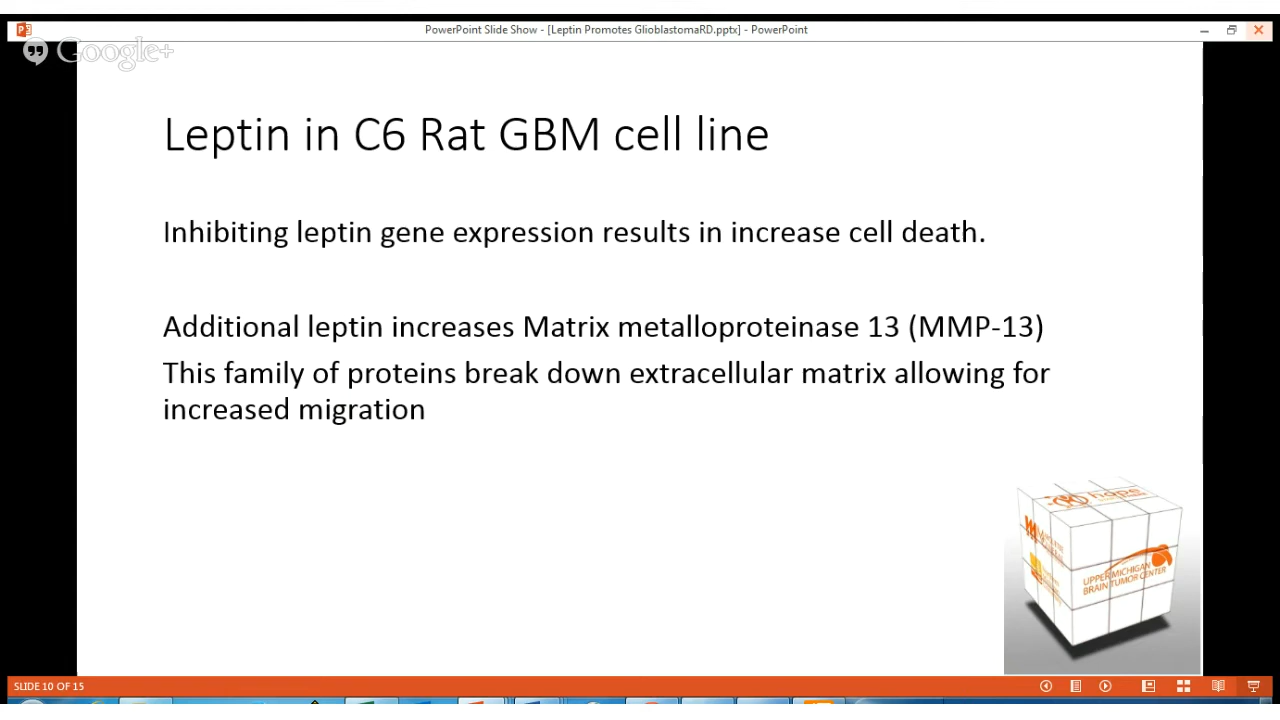 PowerPoint Slide Show - [Leptin Promotes GlioblastomaRD.pptx] - PowerPoint
Google+
Leptin in C6 Rat GBM cell line
Inhibiting leptin gene expression results in increase cell death.
Additional leptin increases Matrix metalloproteinase 13 (MMP-13)
This family of proteins break down extracellular matrix allowing for
increased migration
hope
UPPER MICHIGAN
BRAIN TUMOR CENTER
SLIDE 10 OF 15